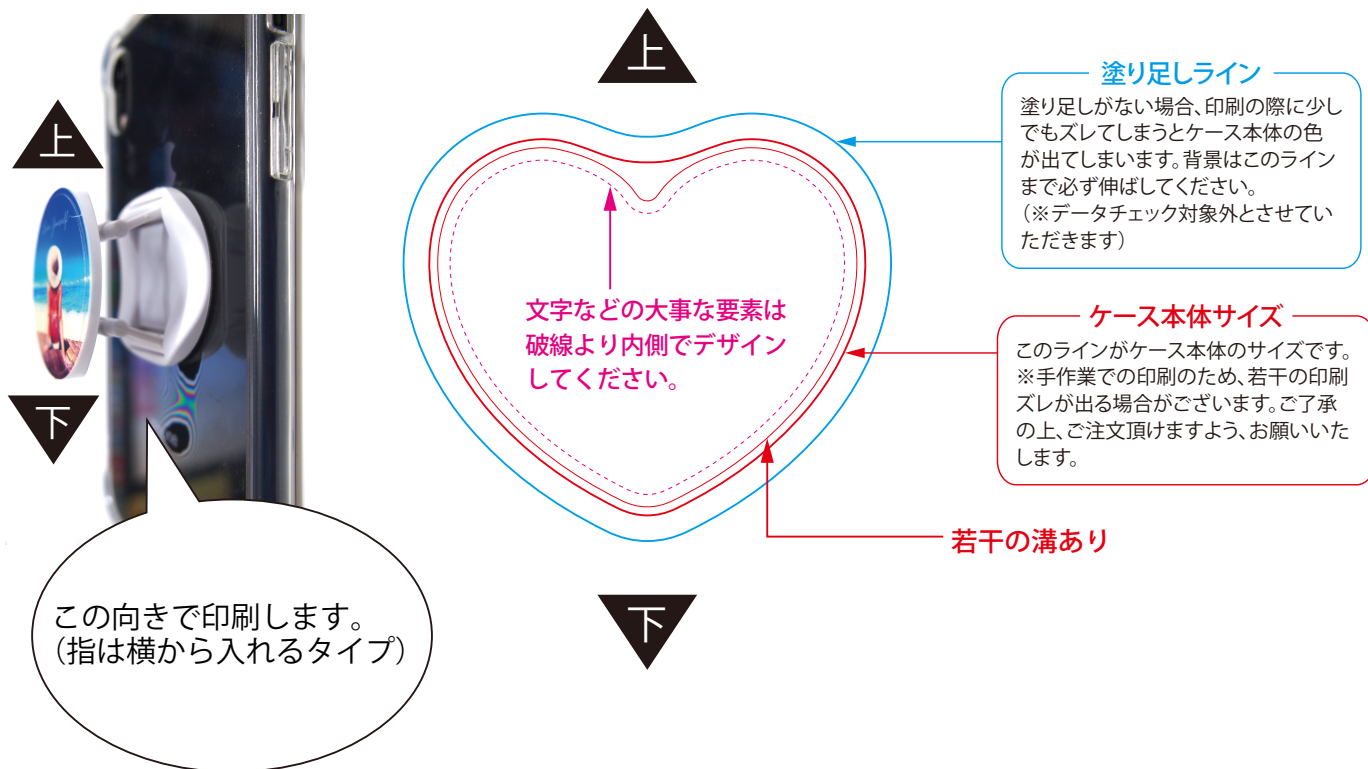 上
下
この向きで印刷します。
（指は横から入れるタイプ）
上
文字などの大事な要素は
破線より内側でデザイン
してください。
下
塗り足しライン
塗り足しがない場合、印刷の際に少し
でもズレてしまうとケース本体の色
が出てしまいます。背景はこのライン
まで必ず伸ばしてください。
（※データチェック対象外とさせてい
ただきます）
ケース本体サイズ
このラインがケース本体のサイズです。
※手作業での印刷のため、若干の印刷
ズレが出る場合がございます。ご了承
の上、ご注文頂けますよう、お願いいた
します。
若干の溝あり